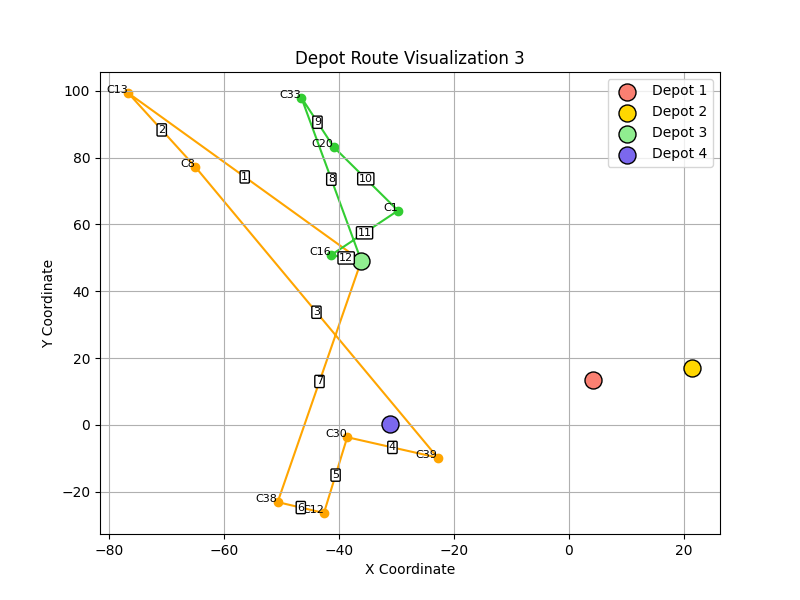 Depot Route Visualization 3
Depot 1
Depot 2
Depot 3
Depot 4
Y Coordinate
100
80
60
40
20
0
−20
C13
2
C8
1
C33
9
C20
8
10
C1
11
C16
12
3
7
C30
4
C39
5
C38
6
C12
−80
−60
−40
−20
0
20
X Coordinate